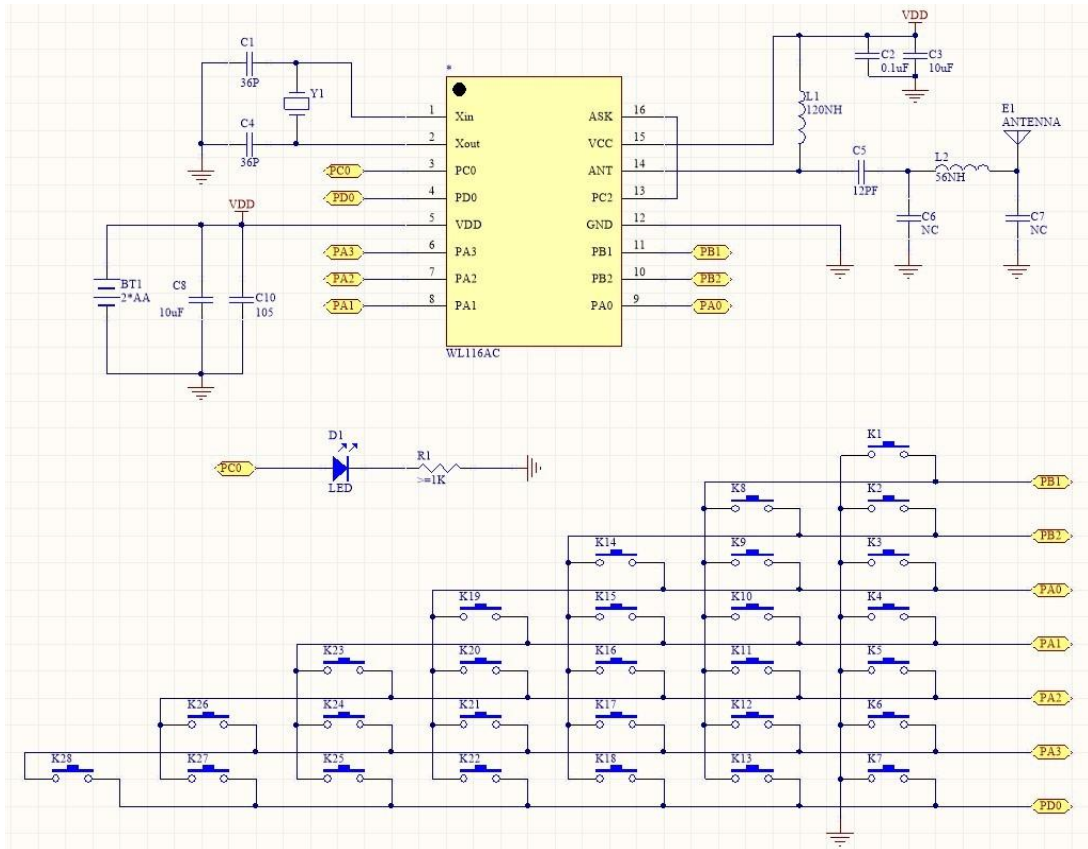 C1
36P
Y1
C4
36P
*
1 Xin
2 Xout
3 PC0
4 PD0
5 VDD
6 PA3
7 PA2
8 PA1
ASK 16
VCC 15
ANT 14
PC2 13
GND 12
PB1 11
PB2 10
PA0 9
WL116AC
PC0
PD0
PA3
PA2
PA1
PB1
PB2
PA0
VDD
BT1
2*AA
C8
10uF
C10
105
VDD
C2
0.1uF
C3
10uF
L1
120NH
E1
ANTENNA
C5
12PF
L2
56NH
C6
NC
C7
NC
PC0
D1
LED
R1
>=1K
K1
PB1
K8
K2
PB2
K14
K9
K3
PA0
K19
K15
K10
K4
PA1
K23
K20
K16
K11
K5
PA2
K26
K24
K21
K17
K12
K6
PA3
K28
K27
K25
K22
K18
K13
K7
PD0